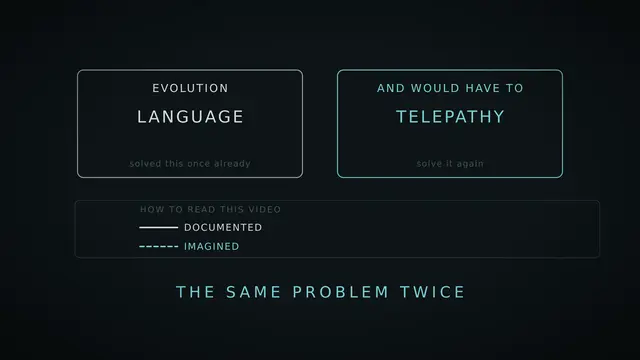 EVOLUTION
LANGUAGE
solved this once already
AND WOULD HAVE TO
TELEPATHY
solve it again
HOW TO READ THIS VIDEO
DOCUMENTED
IMAGINED
THE SAME PROBLEM TWICE